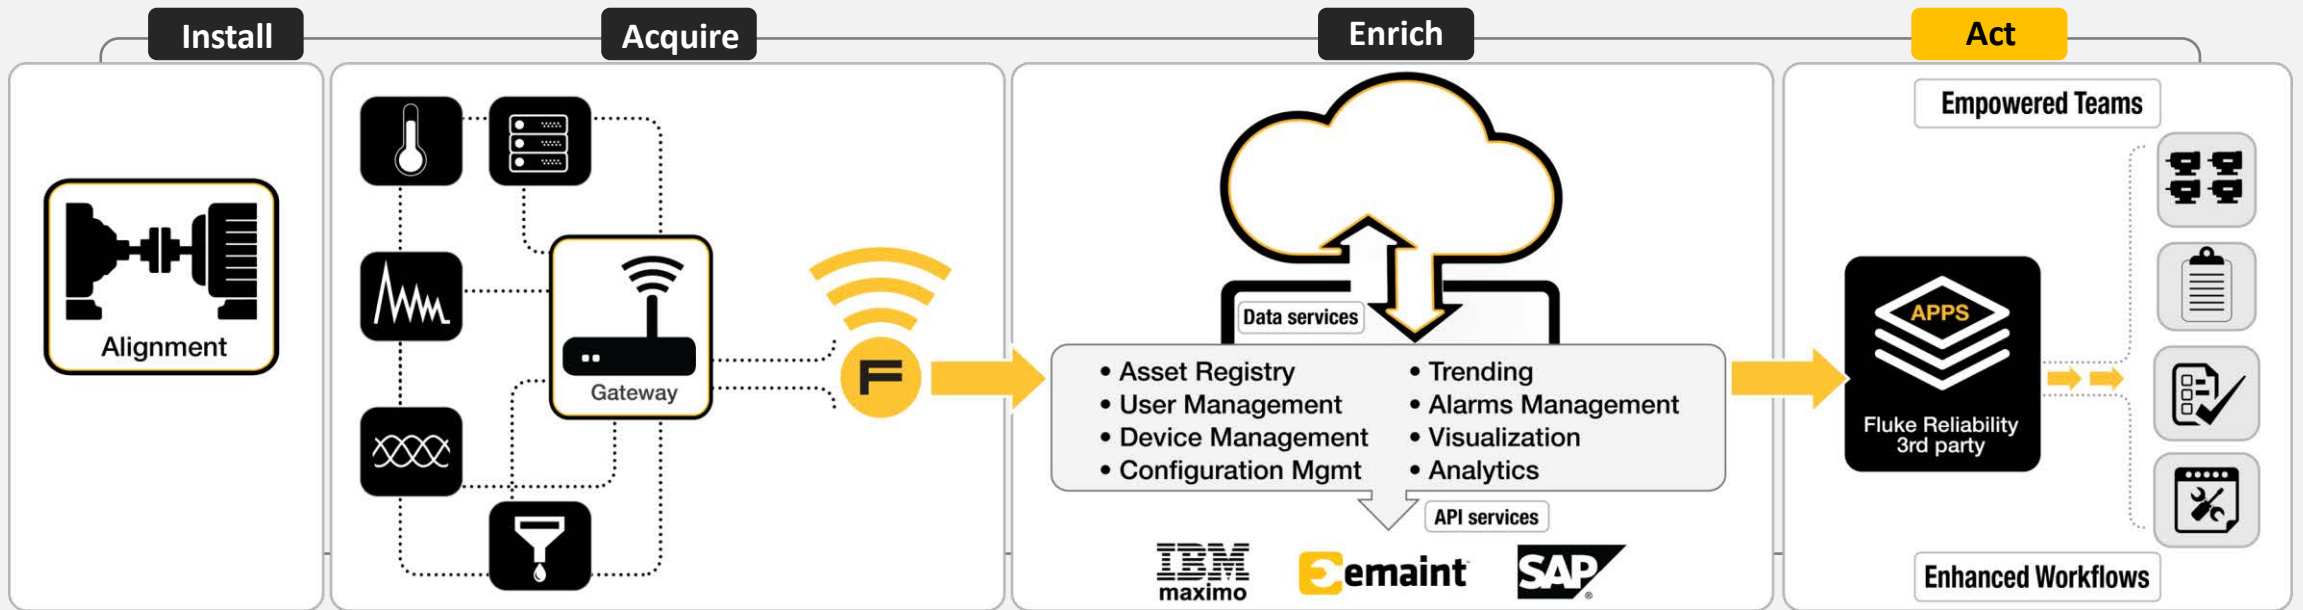 Install
Acquire
Enrich
Act
Alignment
Gateway
F
Data services
• Asset Registry
• User Management
• Device Management
• Configuration Mgmt
• Trending
• Alarms Management
• Visualization
• Analytics
API services
IBM
maximo
emaint
SAP®
Empowered Teams
APPS
Fluke Reliability
3rd party
Enhanced Workflows